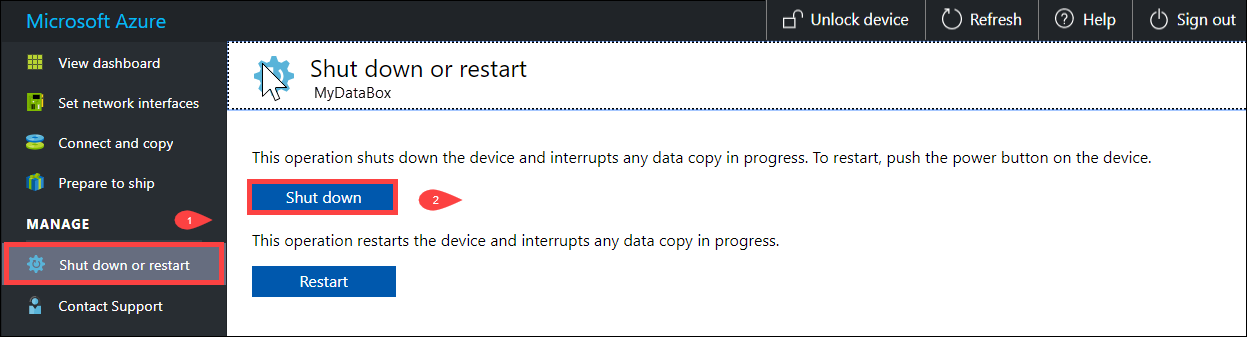 Microsoft Azure
Unlock device
Refresh
Help
Sign out
View dashboard
Set network interfaces
Connect and copy
Prepare to ship
MANAGE
1
Shut down or restart
Contact Support
Shut down or restart
MyDataBox
This operation shuts down the device and interrupts any data copy in progress. To restart, push the power button on the device.
Shut down
2
This operation restarts the device and interrupts any data copy in progress.
Restart